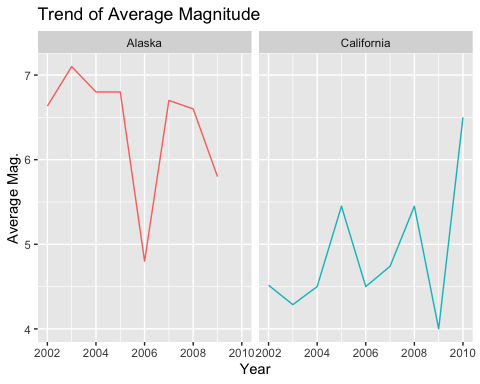 Trend of Average Magnitude
Alaska California
7
6
5
4
Average Mag.
2002 2004 2006 2008 2010 2002 2004 2006 2008 2010
Year